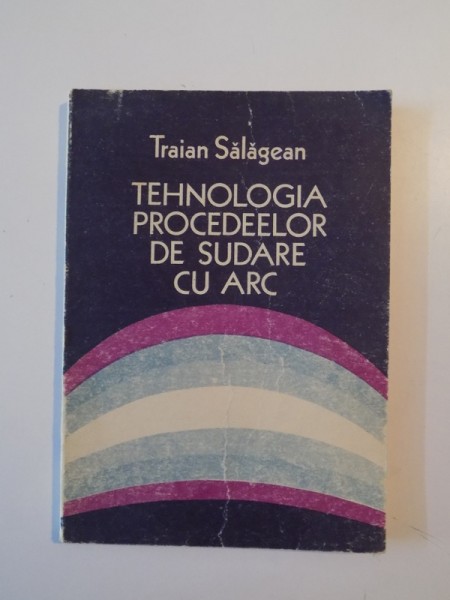 Traian Sălăgean
TEHNOLOGIA
PROCEDEELOR
DE SUDARE
CU ARC